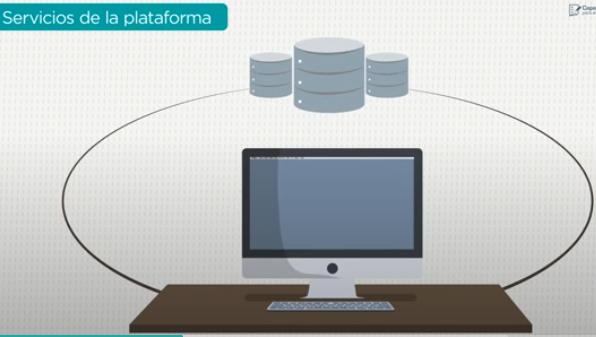 Servicios de la plataforma